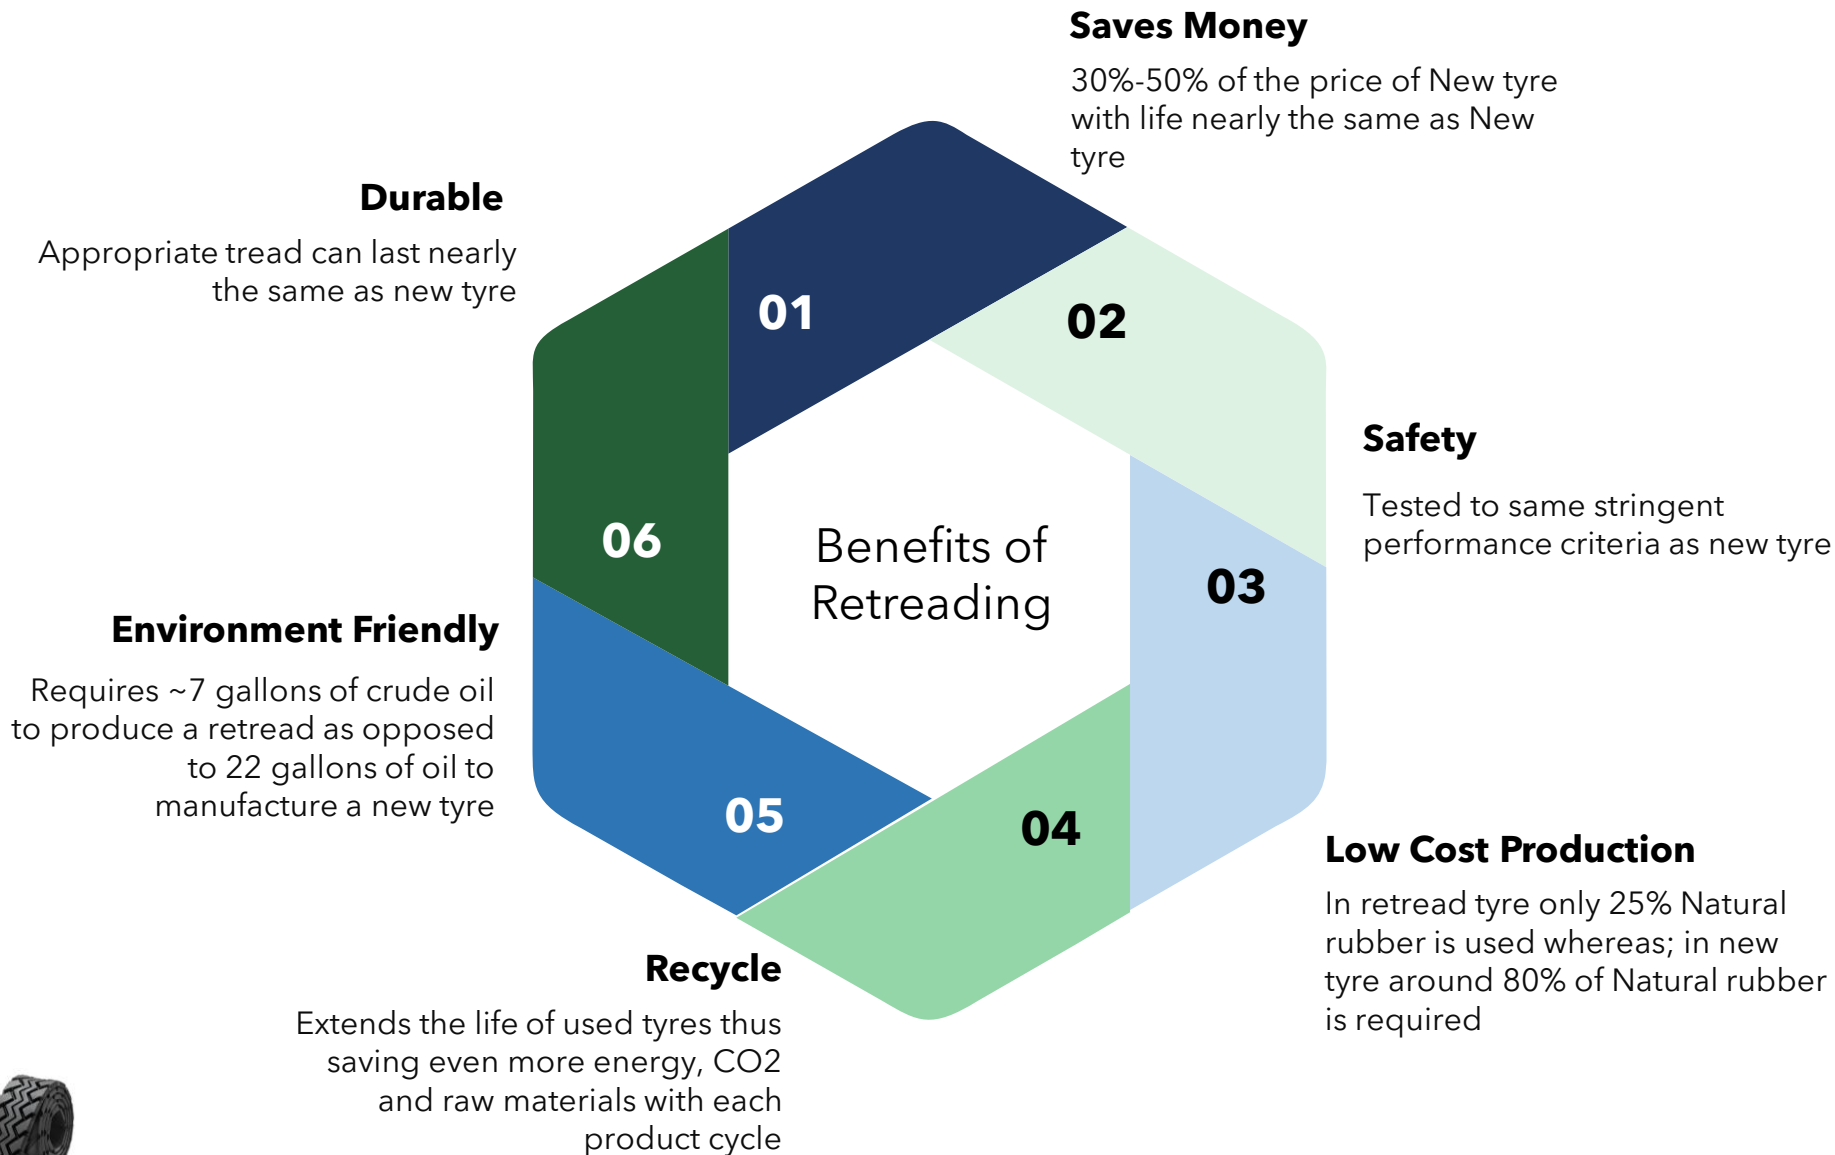 Saves Money
30%-50% of the price of New tyre
with life nearly the same as New
tyre
Durable
Appropriate tread can last nearly
the same as new tyre
01
02
Safety
Tested to same stringent
performance criteria as new tyre
03
Benefits of
Retreading
06
Environment Friendly
Requires ~7 gallons of crude oil
to produce a retread as opposed
to 22 gallons of oil to
manufacture a new tyre
05
04
Low Cost Production
In retread tyre only 25% Natural
rubber is used whereas; in new
tyre around 80% of Natural rubber
is required
Recycle
Extends the life of used tyres thus
saving even more energy, CO2
and raw materials with each
product cycle